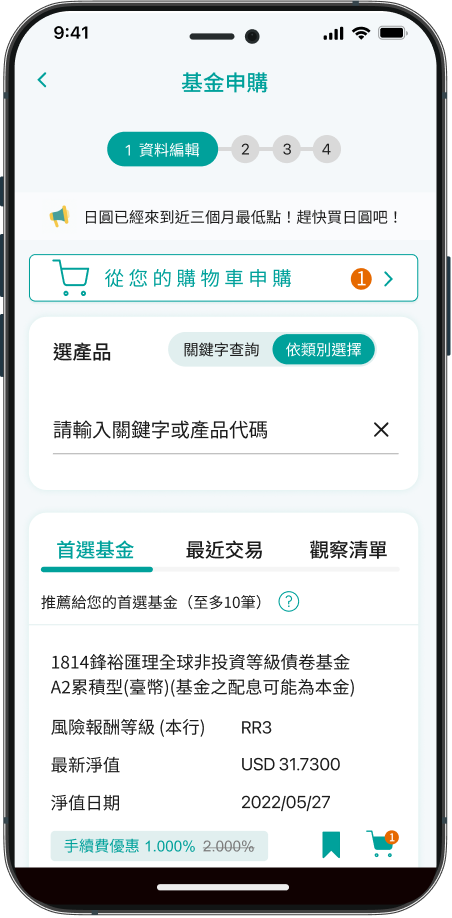 9:41
基金申購
1 資料編輯 2 3 4
日圓已經來到近三個月最低點！趕快買日圓吧！
從您的購物車申購 1
選產品 關鍵字查詢 依類別選擇
請輸入關鍵字或產品代碼
首選基金 最近交易 觀察清單
推薦給您的首選基金（至多10筆） ?
1814鋒裕匯理全球非投資等級債卷基金
A2累積型(臺幣)(基金之配息可能為本金)
風險報酬等級 (本行) RR3
最新淨值 USD 31.7300
淨值日期 2022/05/27
手續費優惠 1.000% 2.000% 1